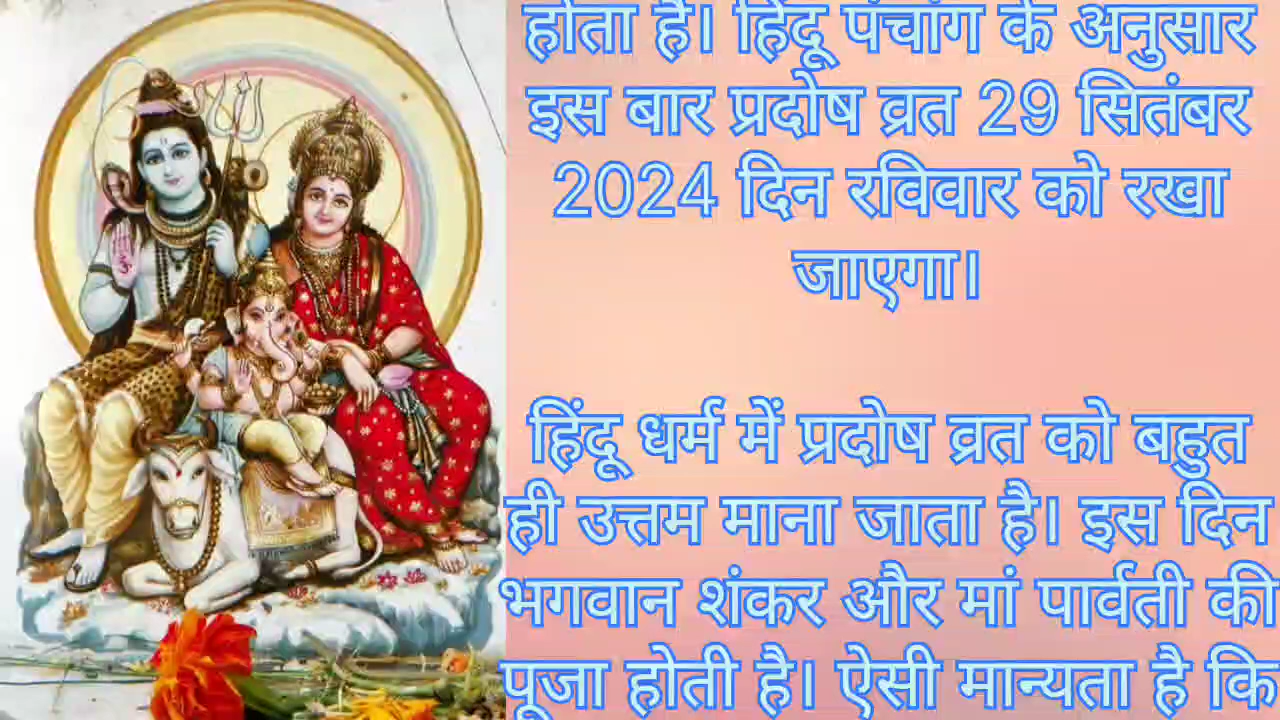 होता है। हिंदू पंचांग के अनुसार
इस बार प्रदोष व्रत 29 सितंबर
2024 दिन रविवार को रखा
जाएगा।
हिंदू धर्म में प्रदोष व्रत को बहुत
ही उत्तम माना जाता है। इस दिन
भगवान शंकर और मां पार्वती की
पूजा होती है। ऐसी मान्यता है कि